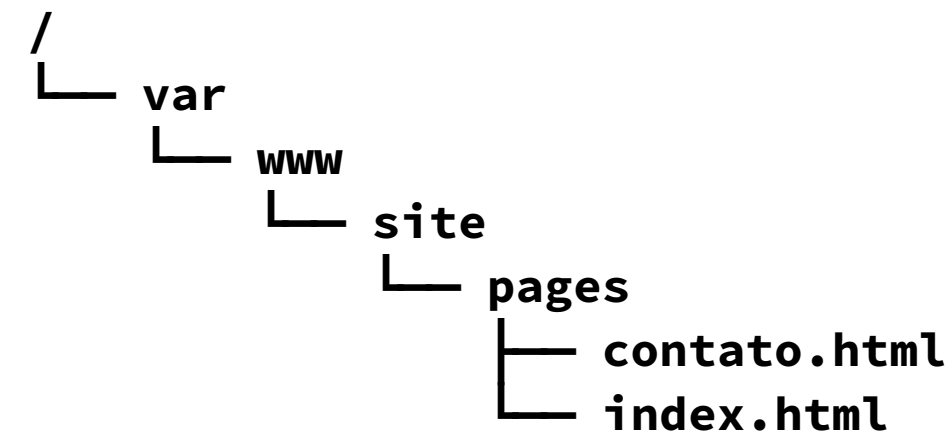 /
└── var
└── www
└── site
└── pages
├── contato.html
└── index.html